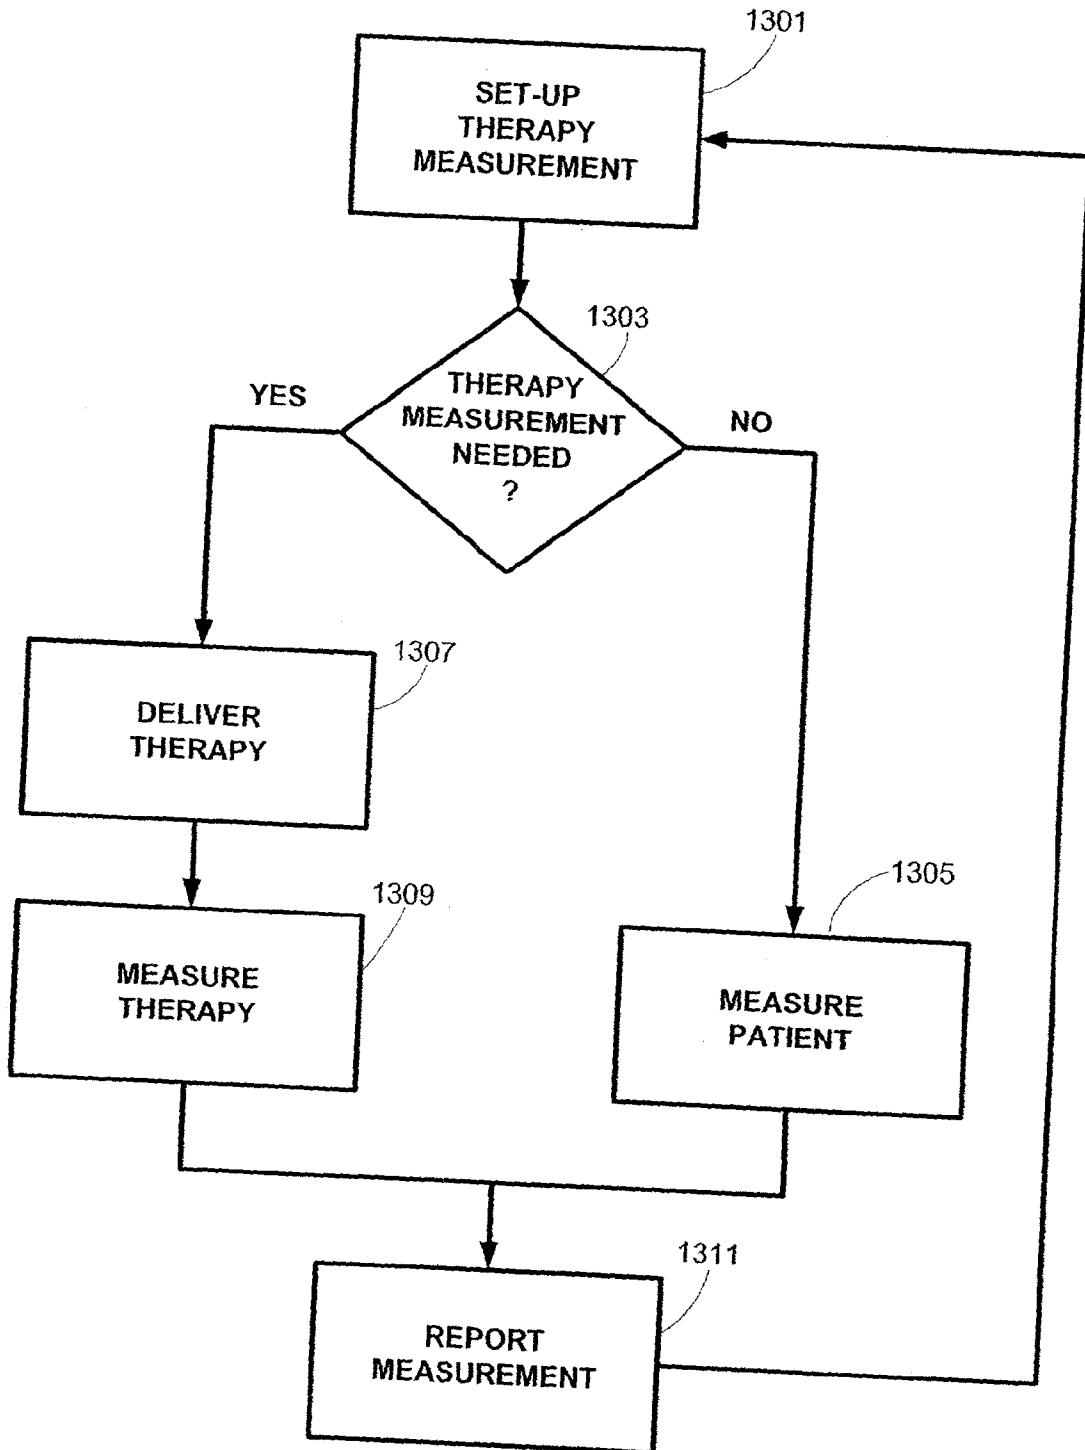 1301
SET-UP
THERAPY
MEASUREMENT
1303
YES
THERAPY
MEASUREMENT
NEEDED
?
NO
1307
DELIVER
THERAPY
1309
MEASURE
THERAPY
1305
MEASURE
PATIENT
1311
REPORT
MEASUREMENT